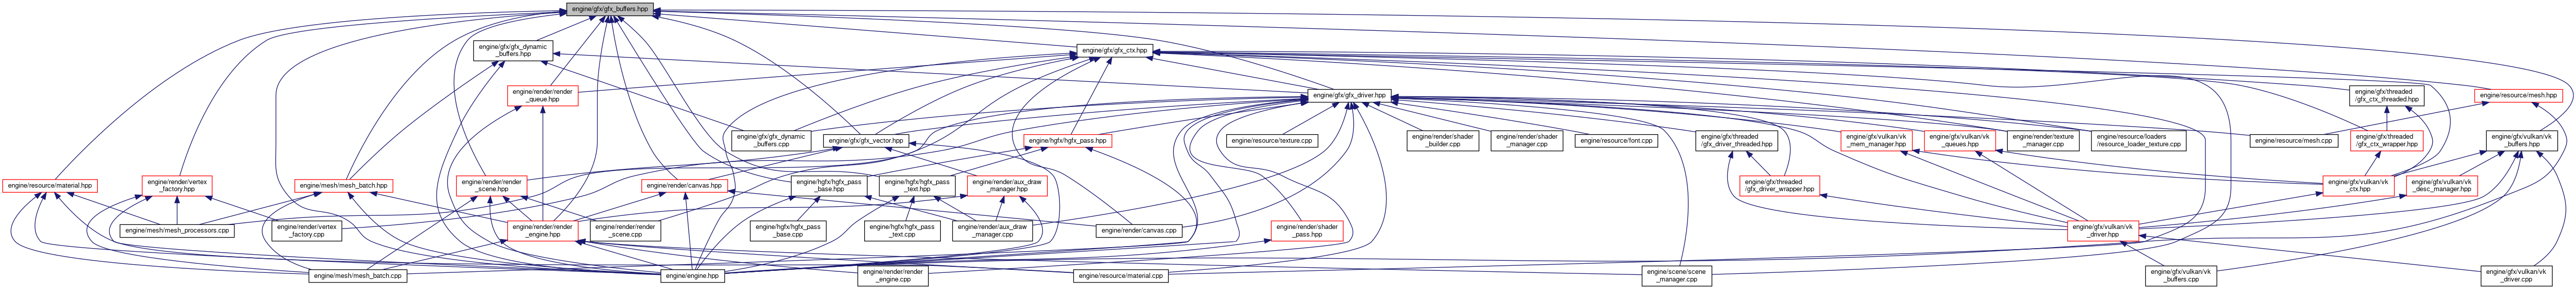 engine/gfx/gfx_buffers.hpp
engine/gfx/gfx_dynamic
_buffers.hpp
engine/gfx/gfx_ctx.hpp
engine/render/render
_queue.hpp
engine/gfx/gfx_driver.hpp
engine/gfx/threaded
/gfx_ctx_threaded.hpp
engine/resource/mesh.hpp
engine/gfx/gfx_dynamic
_buffers.cpp
engine/gfx/gfx_vector.hpp
engine/hgfx/hgfx_pass.hpp
engine/resource/texture.cpp
engine/render/shader
_builder.cpp
engine/render/shader
_manager.cpp
engine/resource/font.cpp
engine/gfx/threaded
/gfx_driver_threaded.hpp
engine/gfx/vulkan/vk
_mem_manager.hpp
engine/gfx/vulkan/vk
_queues.hpp
engine/render/texture
_manager.cpp
engine/resource/loaders
/resource_loader_texture.cpp
engine/resource/mesh.cpp
engine/gfx/threaded
/gfx_ctx_wrapper.hpp
engine/gfx/vulkan/vk
_buffers.hpp
engine/resource/material.hpp
engine/render/vertex
_factory.hpp
engine/mesh/mesh_batch.hpp
engine/render/render
_scene.hpp
engine/render/canvas.hpp
engine/hgfx/hgfx_pass
_base.hpp
engine/hgfx/hgfx_pass
_text.hpp
engine/render/aux_draw
_manager.hpp
engine/gfx/threaded
/gfx_driver_wrapper.hpp
engine/gfx/vulkan/vk
_ctx.hpp
engine/gfx/vulkan/vk
_desc_manager.hpp
engine/mesh/mesh_processors.cpp
engine/render/vertex
_factory.cpp
engine/render/render
_engine.hpp
engine/render/render
_scene.cpp
engine/hgfx/hgfx_pass
_base.cpp
engine/hgfx/hgfx_pass
_text.cpp
engine/render/aux_draw
_manager.cpp
engine/render/canvas.cpp
engine/render/shader
_pass.hpp
engine/gfx/vulkan/vk
_driver.hpp
engine/mesh/mesh_batch.cpp
engine/engine.hpp
engine/render/render
_engine.cpp
engine/resource/material.cpp
engine/scene/scene
_manager.cpp
engine/gfx/vulkan/vk
_buffers.cpp
engine/gfx/vulkan/vk
_driver.cpp